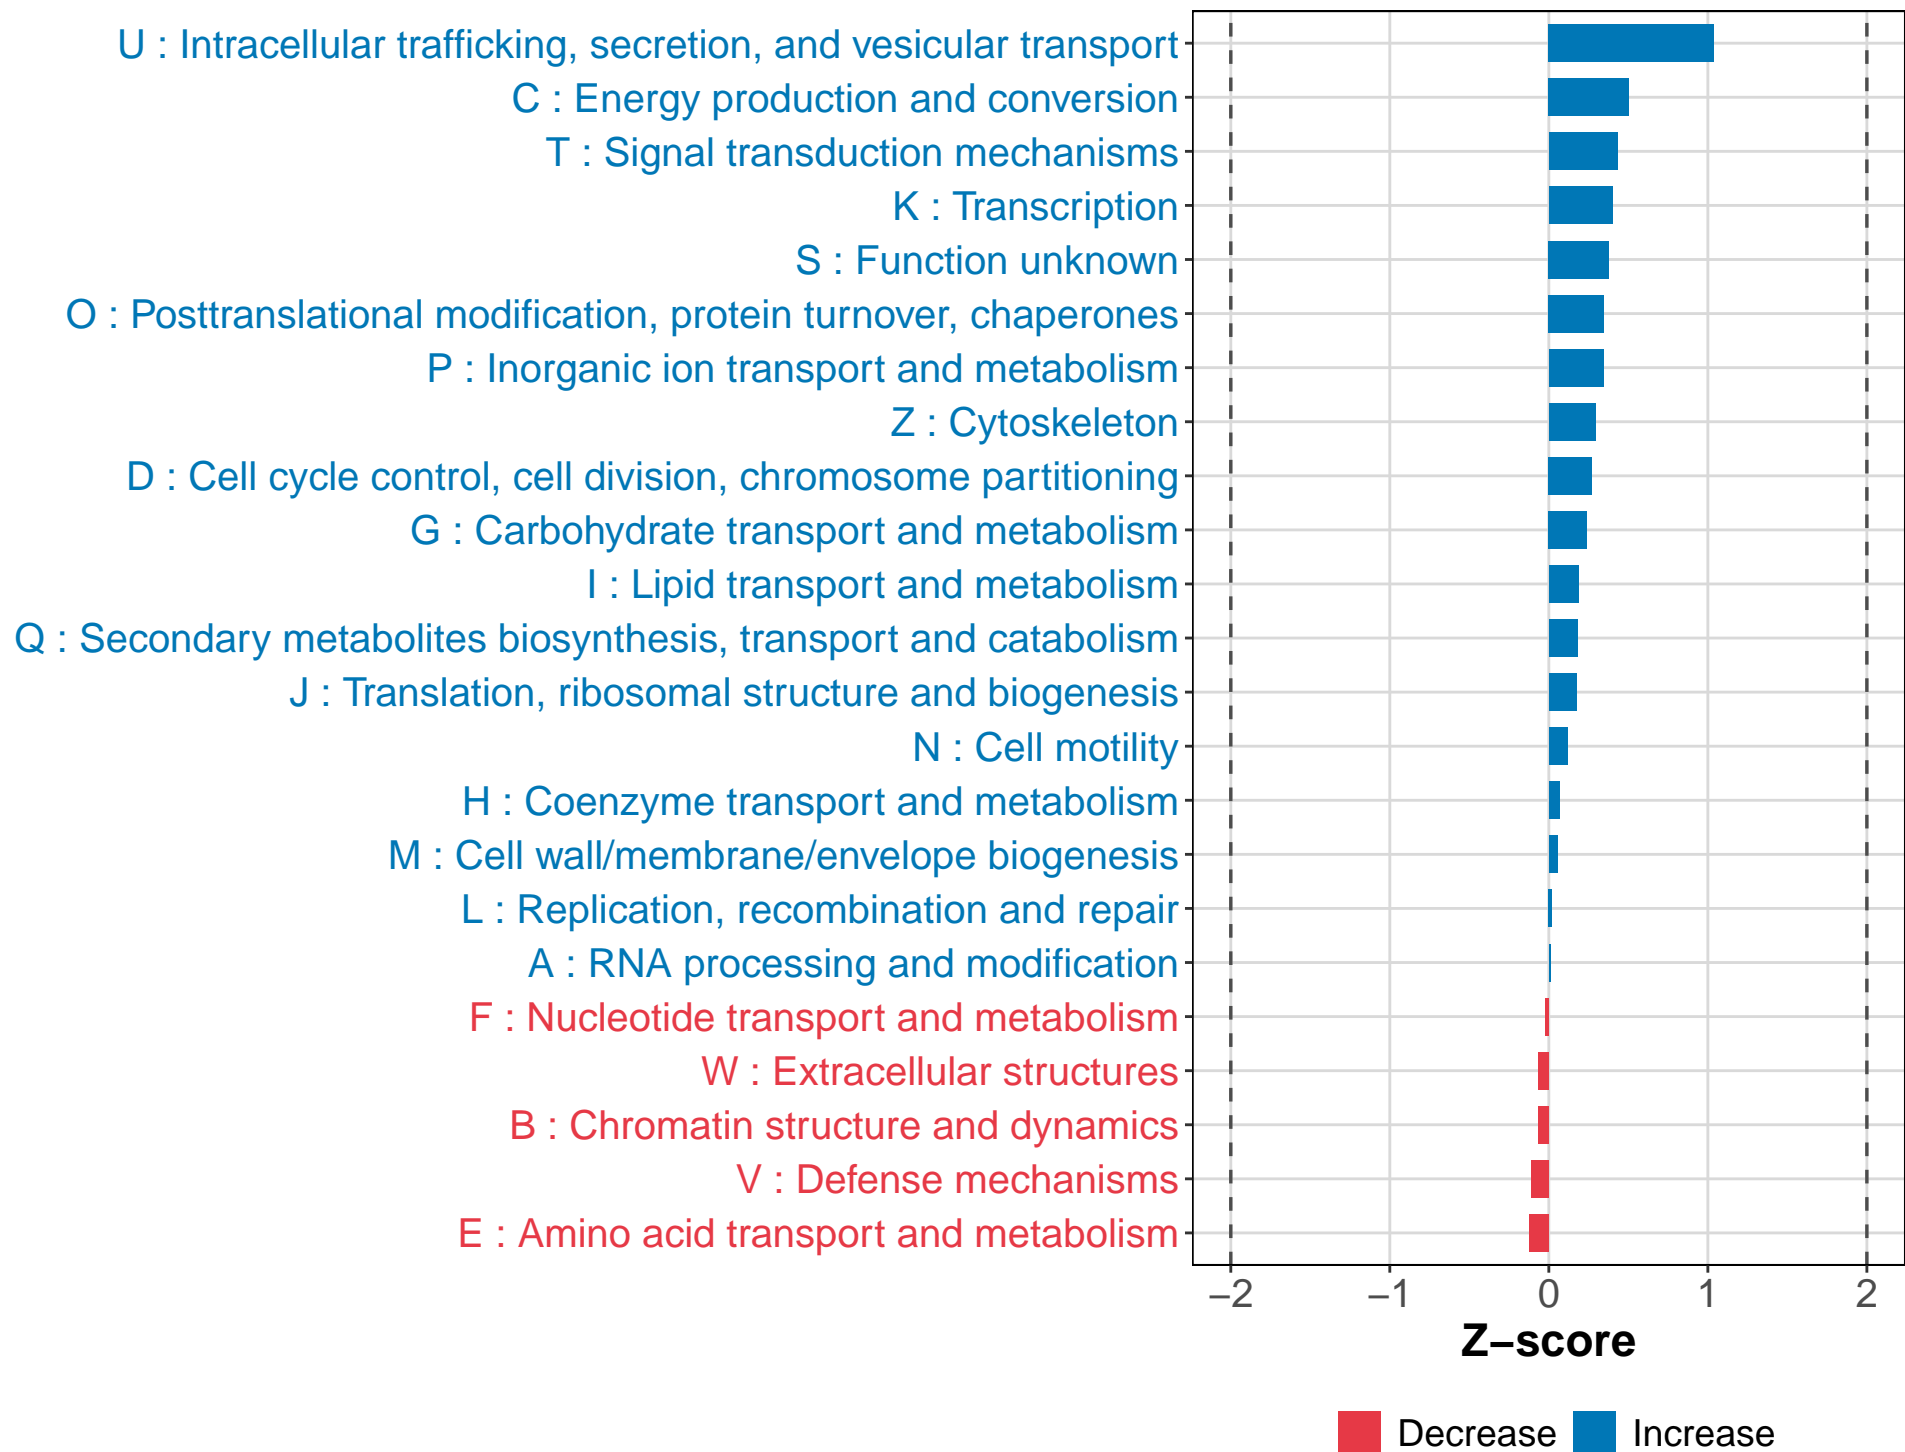 U : Intracellular trafficking, secretion, and vesicular transport
C : Energy production and conversion
T : Signal transduction mechanisms
K : Transcription
S : Function unknown
O : Posttranslational modification, protein turnover, chaperones
P : Inorganic ion transport and metabolism
Z : Cytoskeleton
D : Cell cycle control, cell division, chromosome partitioning
G : Carbohydrate transport and metabolism
I : Lipid transport and metabolism
Q : Secondary metabolites biosynthesis, transport and catabolism
J : Translation, ribosomal structure and biogenesis
N : Cell motility
H : Coenzyme transport and metabolism
M : Cell wall/membrane/envelope biogenesis
L : Replication, recombination and repair
A : RNA processing and modification
F : Nucleotide transport and metabolism
W : Extracellular structures
B : Chromatin structure and dynamics
V : Defense mechanisms
E : Amino acid transport and metabolism
−2 −1 0 1 2
Z−score
Decrease Increase